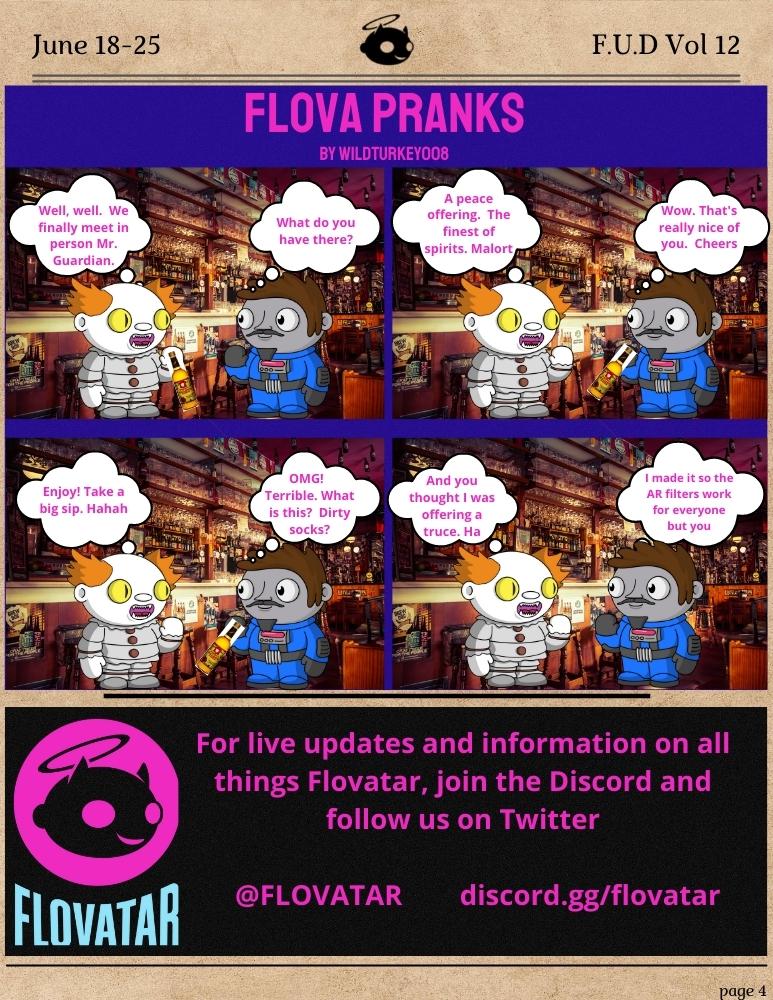 June 18-25
F.U.D Vol 12
FLOVA PRANKS
BY WILDTURKEY008
Well, well. We
finally meet in
person Mr.
Guardian.
What do you
have there?
A peace
offering. The
finest of
spirits. Malort
Wow. That's
really nice of
you. Cheers
Enjoy! Take a
big sip. Hahah
OMG!
Terrible. What
is this? Dirty
socks?
And you
thought I was
offering a
truce. Ha
I made it so the
AR filters work
for everyone
but you
For live updates and information on all
things Flovatar, join the Discord and
follow us on Twitter
@FLOVATAR
discord.gg/flovatar
FLOVATAR
page 4